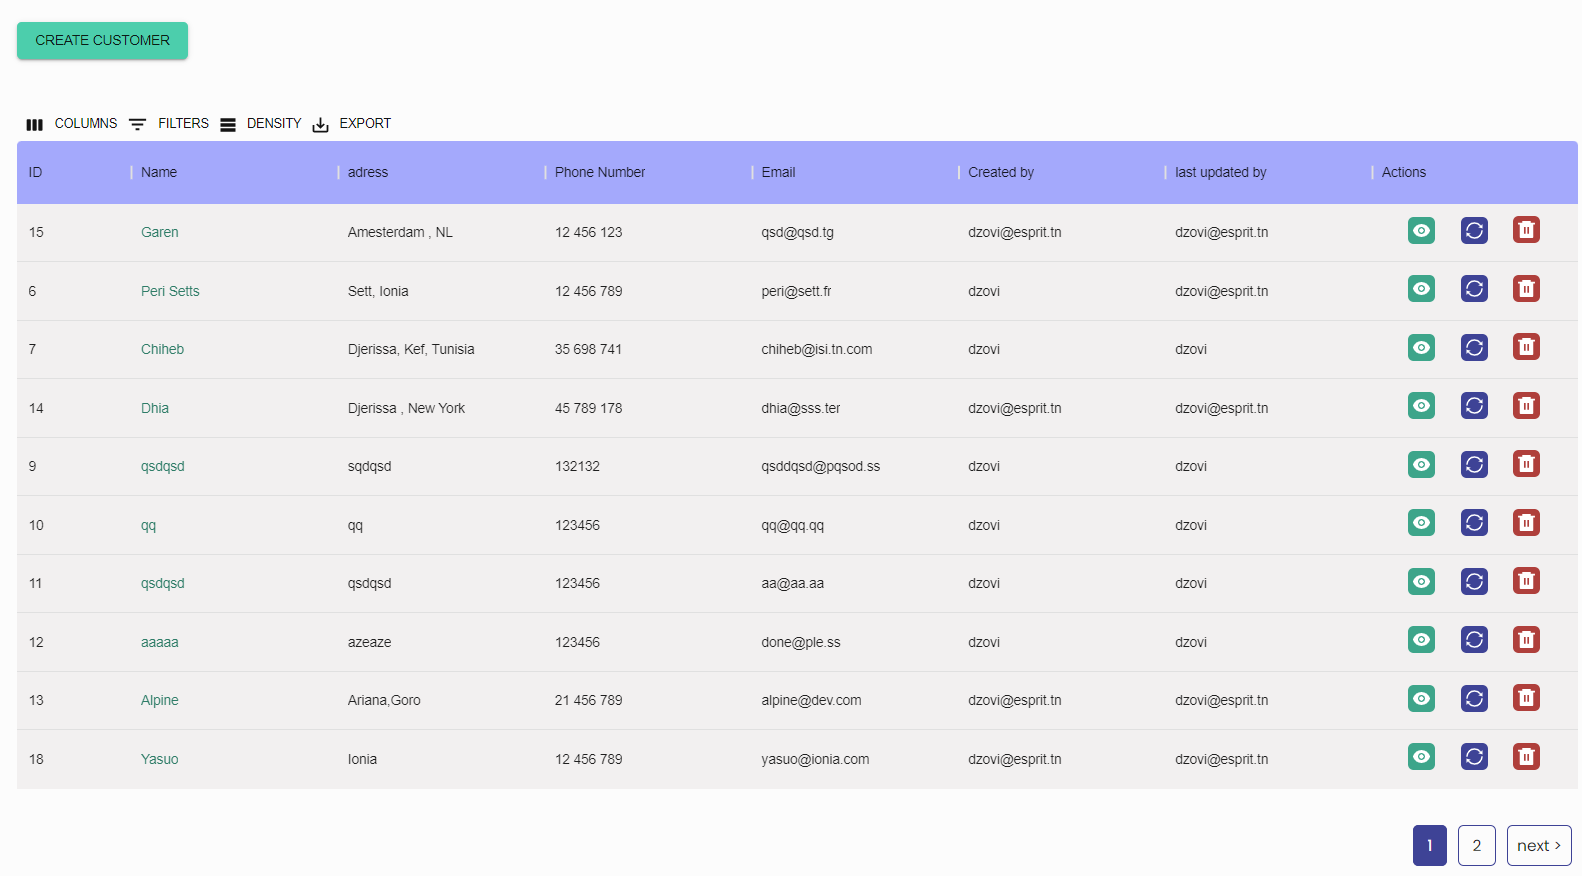 CREATE CUSTOMER
COLUMNS FILTERS DENSITY EXPORT
ID Name adress Phone Number Email Created by last updated by Actions
15 Garen Amesterdam , NL 12 456 123 qsd@qsd.tg dzovi@esprit.tn dzovi@esprit.tn
6 Peri Setts Sett, Ionia 12 456 789 peri@sett.fr dzovi dzovi@esprit.tn
7 Chiheb Djerissa, Kef, Tunisia 35 698 741 chiheb@isi.tn.com dzovi dzovi
14 Dhia Djerissa , New York 45 789 178 dhia@sss.ter dzovi@esprit.tn dzovi@esprit.tn
9 qsdqsd sqdqsd 132132 qsddqsd@pqsod.ss dzovi dzovi
10 qq qq 123456 qq@qq.qq dzovi dzovi
11 qsdqsd qsdqsd 123456 aa@aa.aa dzovi dzovi
12 aaaaa azeaze 123456 done@ple.ss dzovi dzovi
13 Alpine Ariana,Goro 21 456 789 alpine@dev.com dzovi@esprit.tn dzovi@esprit.tn
18 Yasuo Ionia 12 456 789 yasuo@ionia.com dzovi@esprit.tn dzovi@esprit.tn
1 2 next >